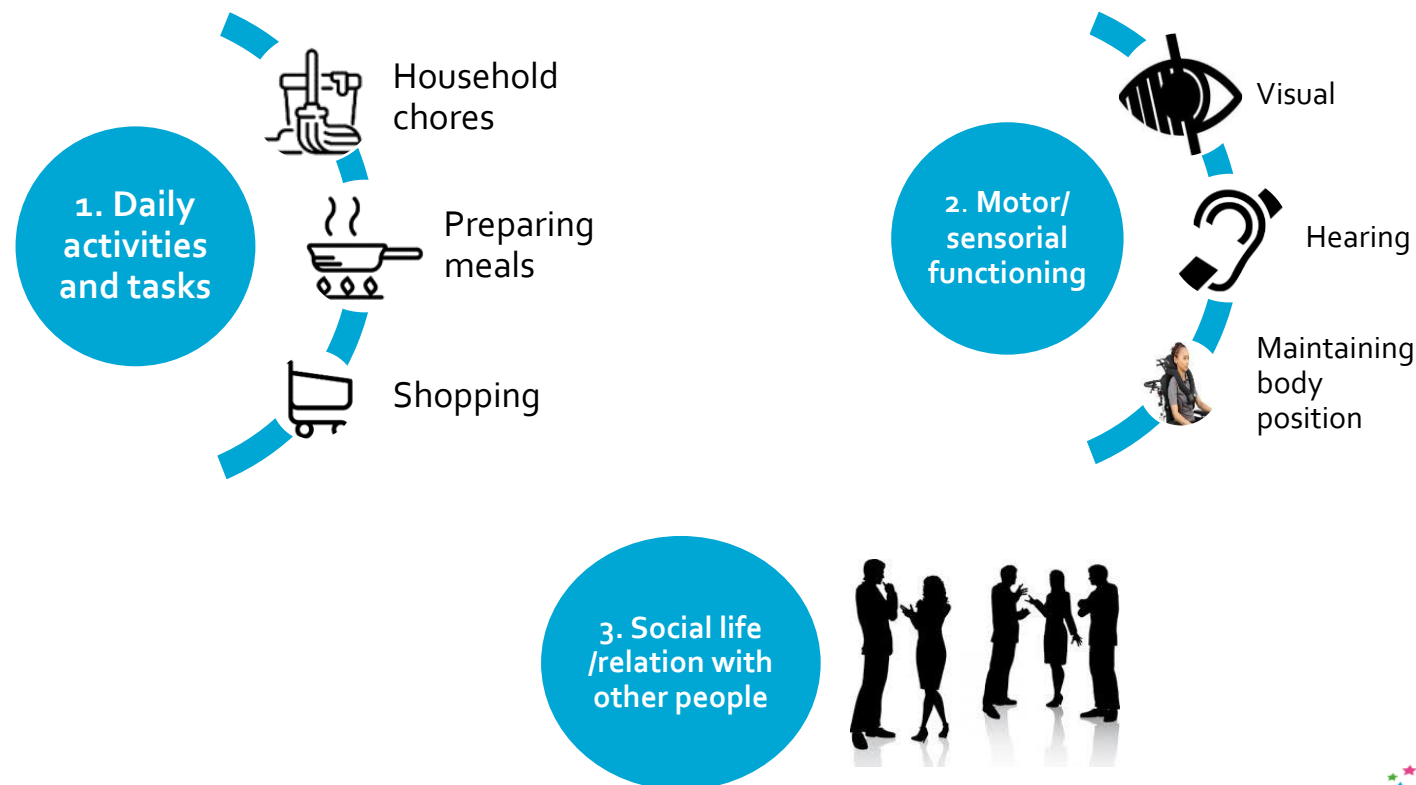 1. Daily
activities
and tasks
Household
chores
Preparing
meals
Shopping
2. Motor/
sensorial
functioning
Visual
Hearing
Maintaining
body
position
3. Social life
/relation with
other people